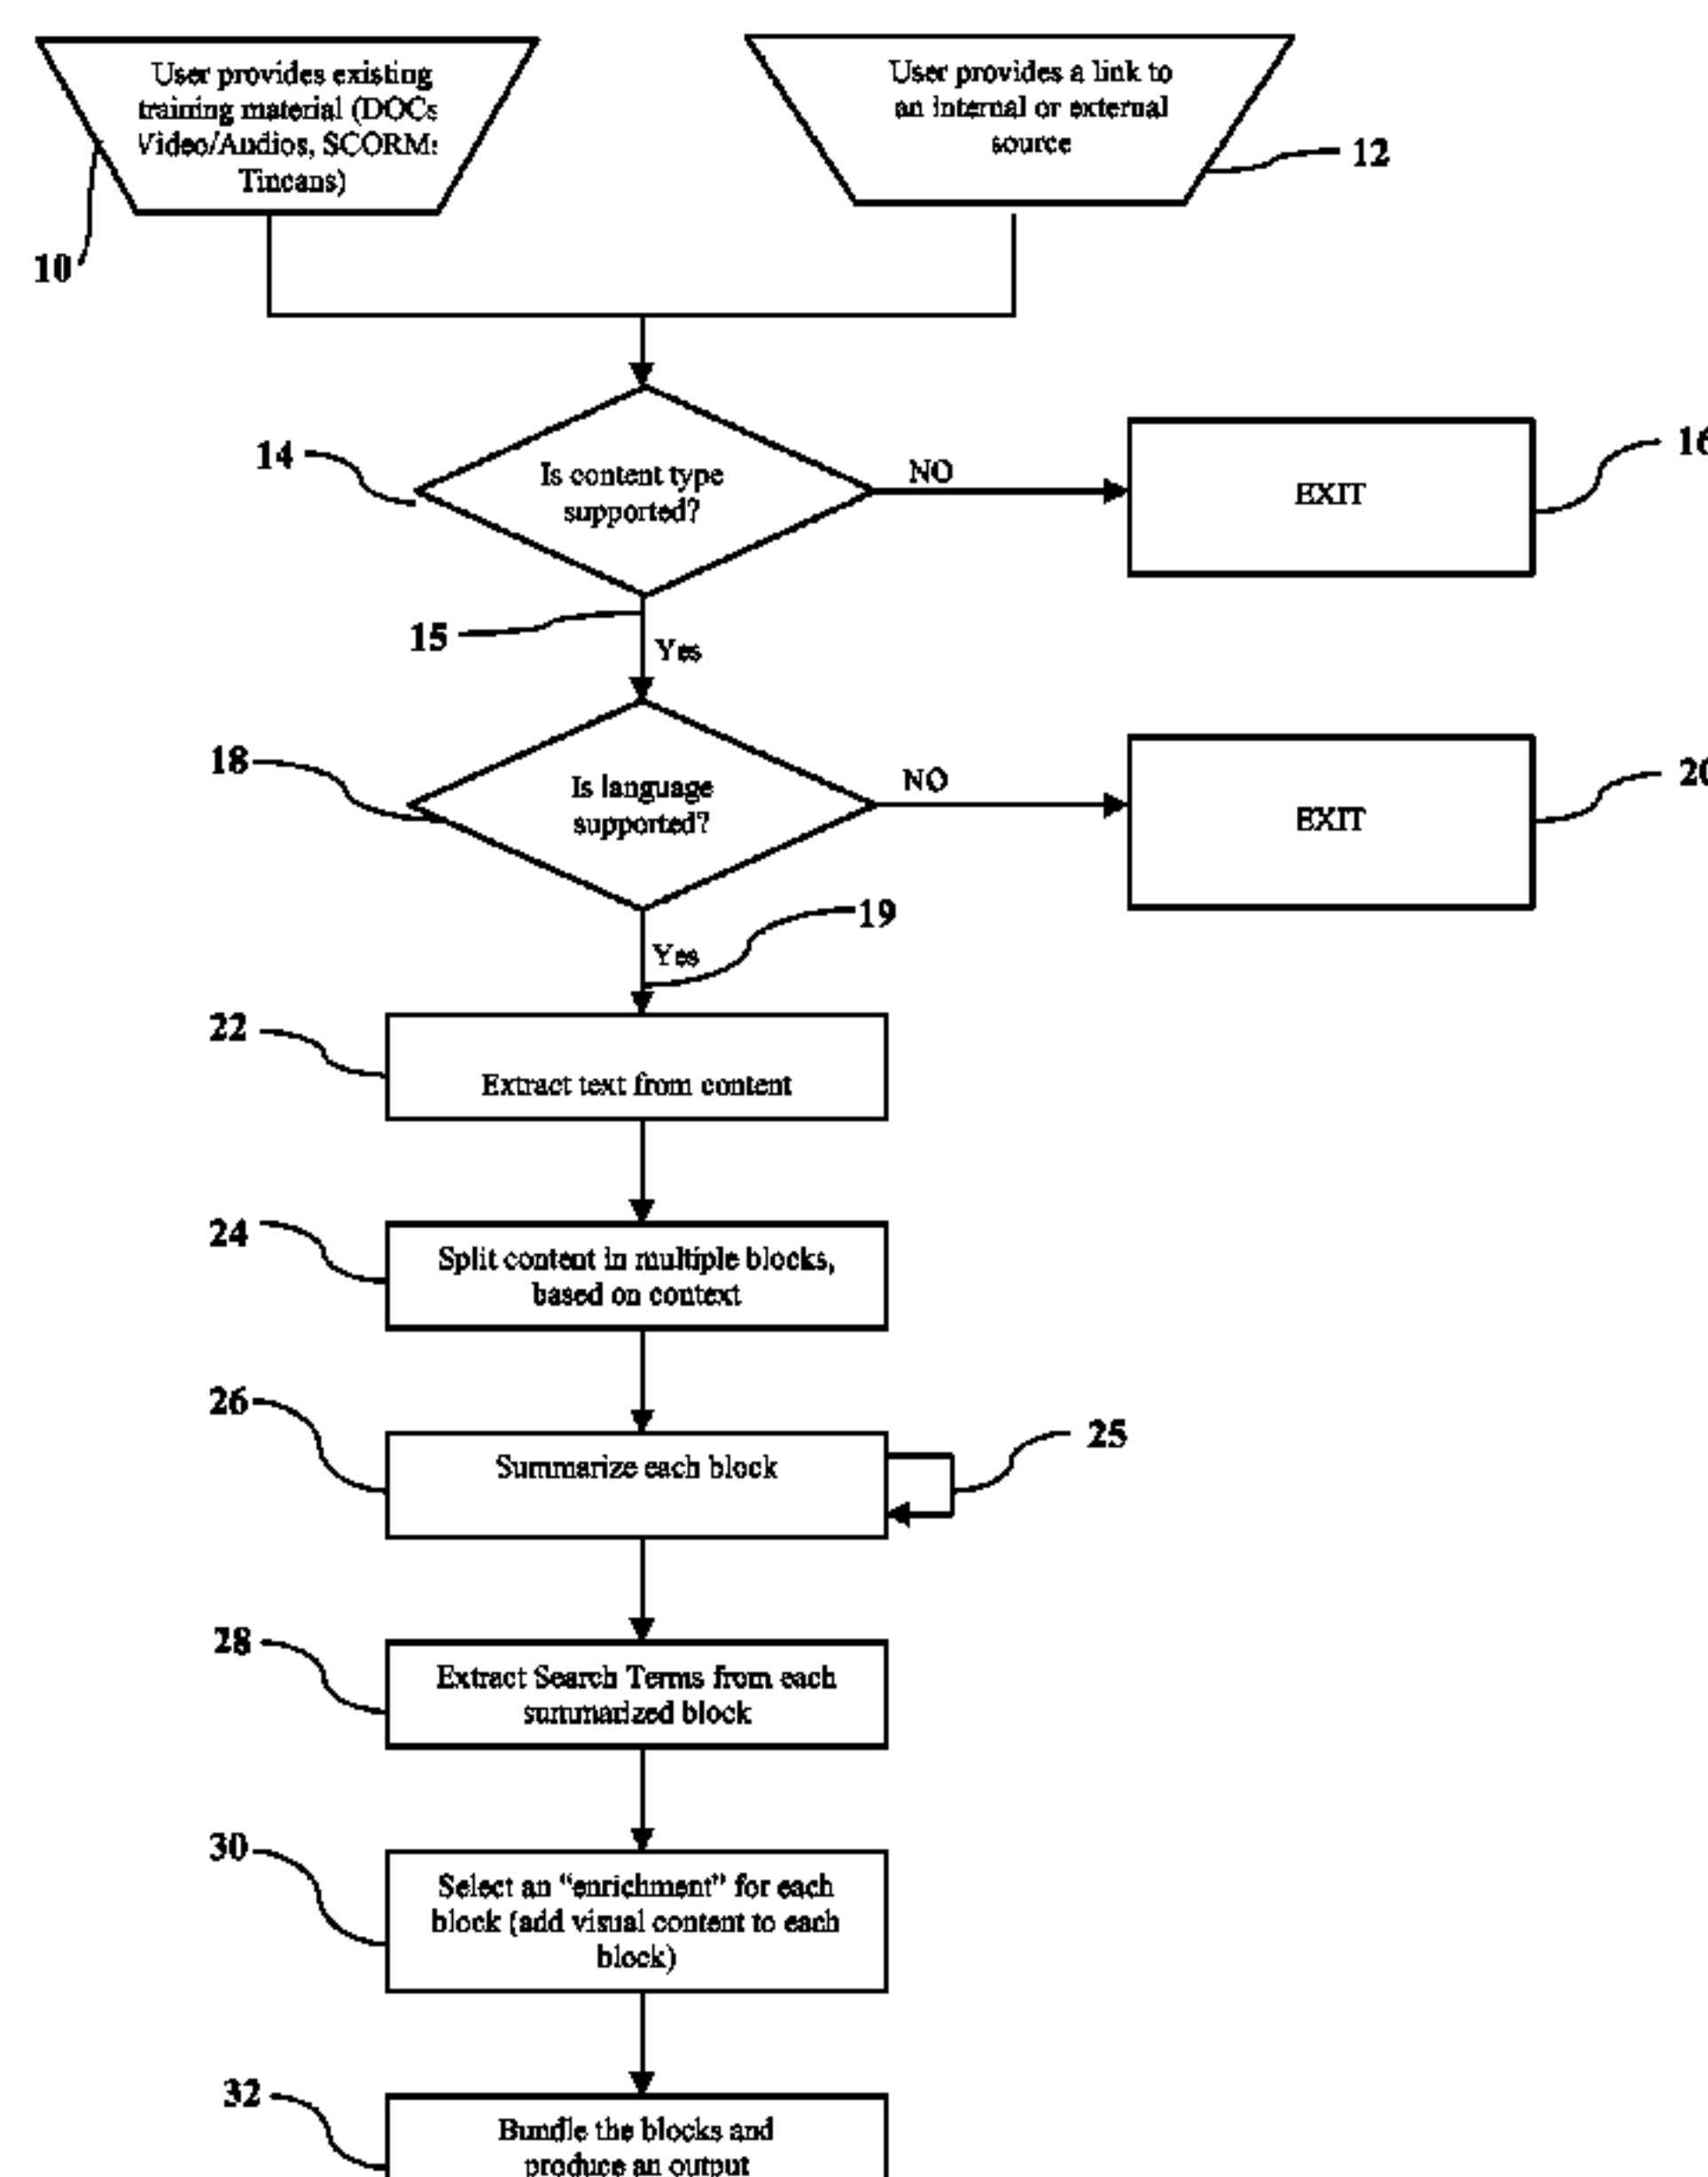 User provides existing
training material (DOCs
Video/Audios, SCORMs
Tincans)
10
User provides a link to
an internal or external
source
12
14
Is content type
supported?
NO
EXIT
16
15
Yes
18
Is language
supported?
NO
EXIT
20
19
Yes
22
Extract text from content
24
Split content in multiple blocks,
based on context
26
Summarize each block
25
28
Extract Search Terms from each
summarized block
30
Select an “enrichment” for each
block (add visual content to each
block)
32
Bundle the blocks and
produce an output